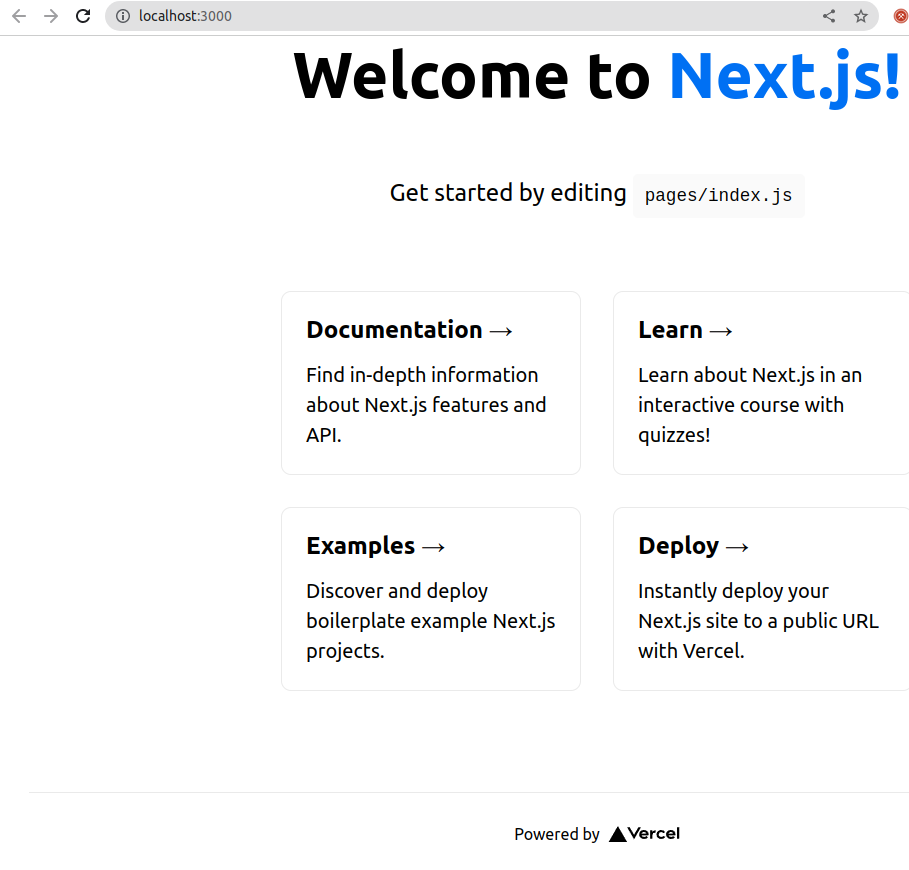 localhost:3000
Welcome to Next.js!
Get started by editing pages/index.js
Documentation →
Find in-depth information
about Next.js features and
API.
Learn →
Learn about Next.js in an
interactive course with
quizzes!
Examples →
Discover and deploy
boilerplate example Next.js
projects.
Deploy →
Instantly deploy your
Next.js site to a public URL
with Vercel.
Powered by Vercel